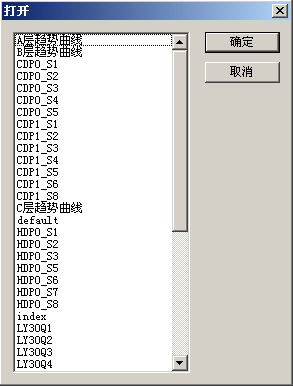 打开
A层趋势曲线
B层趋势曲线
CDP0_S1
CDP0_S2
CDP0_S3
CDP0_S4
CDP0_S5
CDP1_S1
CDP1_S2
CDP1_S3
CDP1_S4
CDP1_S5
CDP1_S6
CDP1_S8
C层趋势曲线
default
HDP0_S1
HDP0_S2
HDP0_S3
HDP0_S5
HDP0_S6
HDP0_S7
HDP0_S8
index
LY30Q1
LY30Q2
LY30Q3
LY30Q4
确定
取消